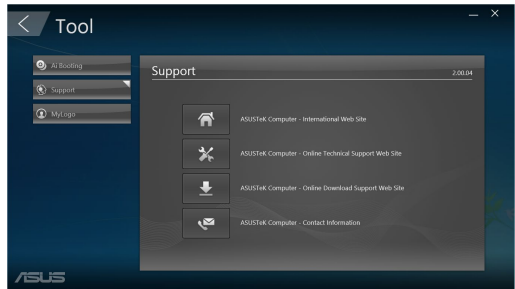 Tool
Ai Booting
Support
MyLogo
Support
2.00.04
ASUSTeK Computer - International Web Site
ASUSTeK Computer - Online Technical Support Web Site
ASUSTeK Computer - Online Download Support Web Site
ASUSTeK Computer - Contact Information
ASUS